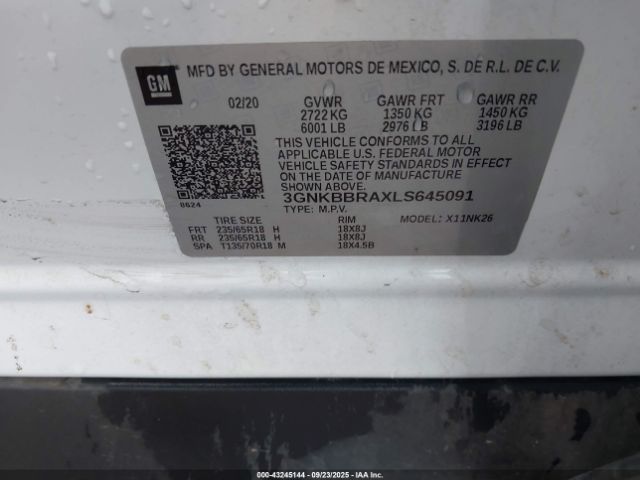 GM MFD BY GENERAL MOTORS DE MEXICO, S. DE R.L. DE C.V.
02/20 GVWR GAWR FRT GAWR RR
2722 KG 1350 KG 1450 KG
6001 LB 2976 LB 3196 LB
THIS VEHICLE CONFORMS TO ALL
APPLICABLE U.S. FEDERAL MOTOR
VEHICLE SAFETY STANDARDS IN EFFECT
ON THE DATE OF MANUFACTURE SHOWN ABOVE.
0624 3GNKBBRAXLS645091
TYPE: M.P.V. MODEL: X11NK26
TIRE SIZE RIM
FRT 235/65R18 H 18X8J
RR 235/65R18 H 18X8J
SPA T135/70R18 M 18X4.5B
000-43245144 - 09/23/2025 - IAAI.COM